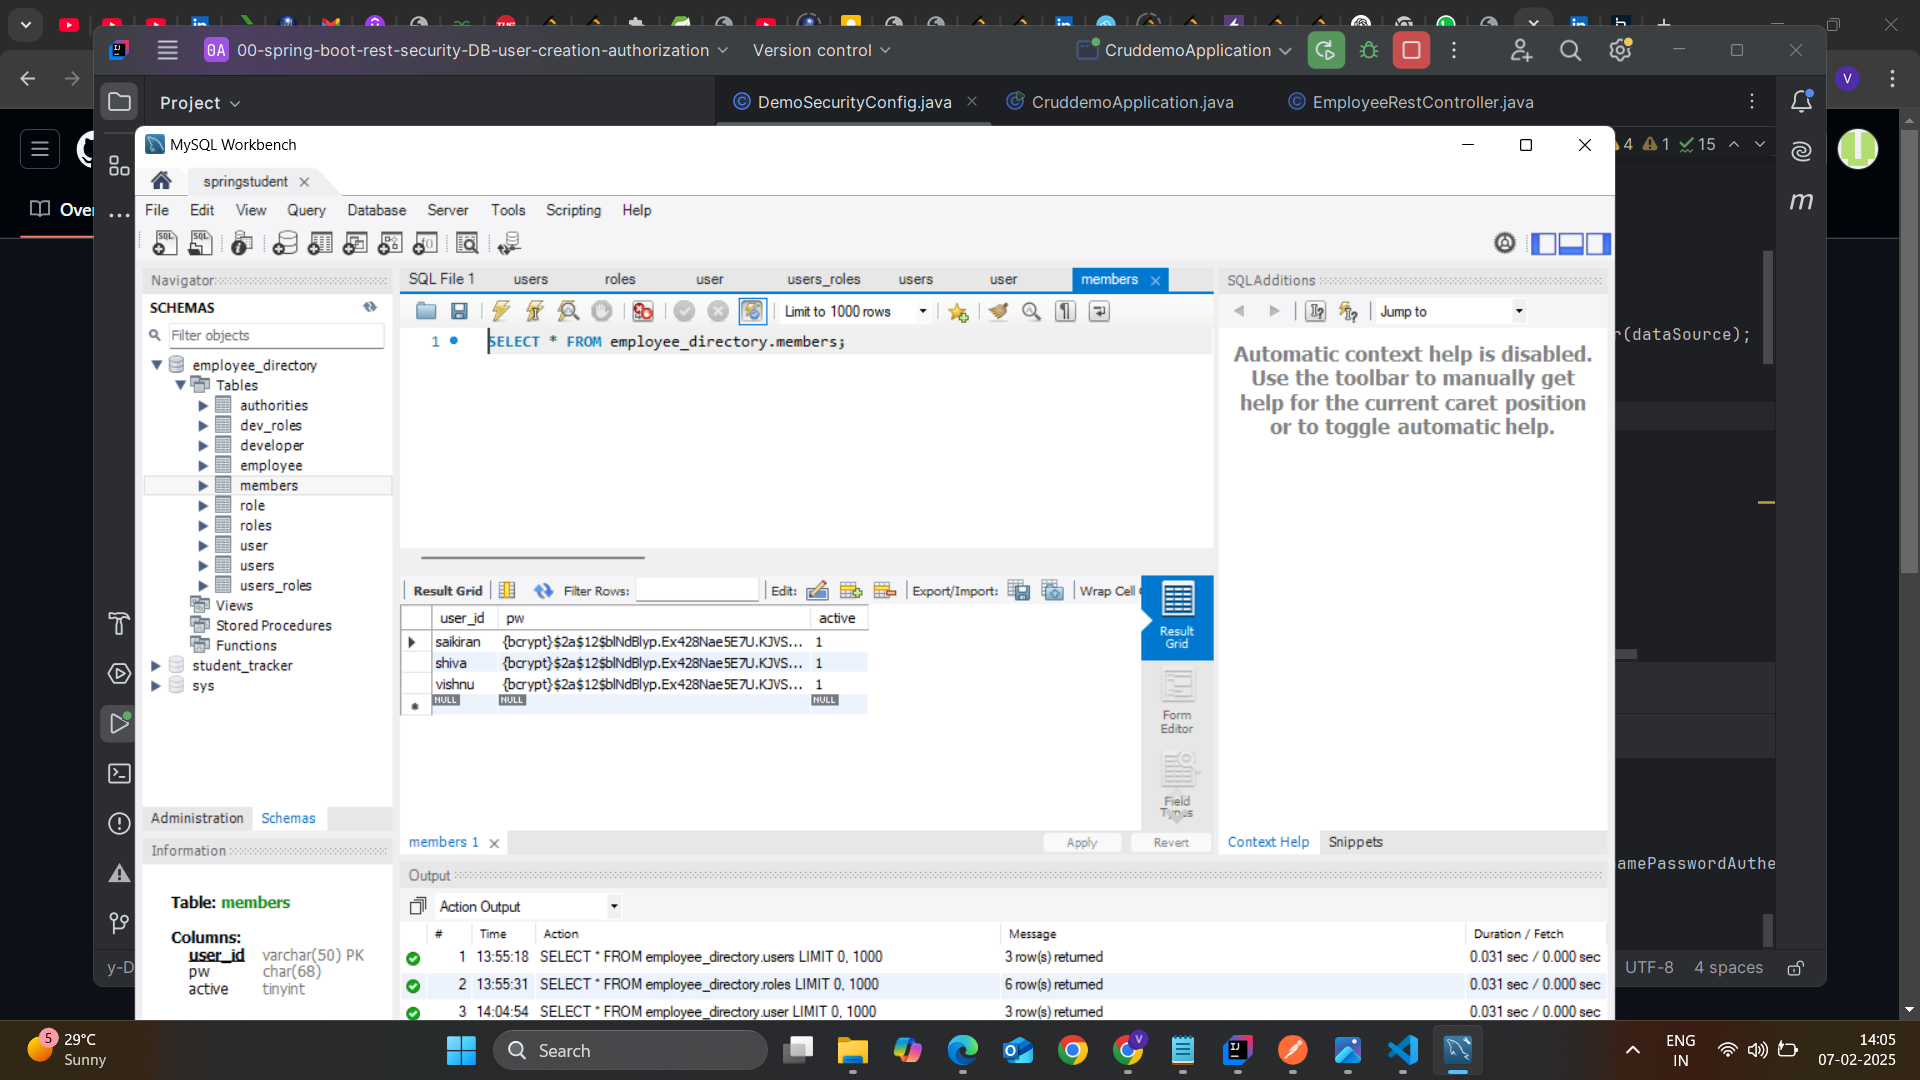 00-spring-boot-rest-security-DB-user-creation-authorization
Version control
CruddemoApplication
Project
DemoSecurityConfig.java
CruddemoApplication.java
EmployeeRestController.java
MySQL Workbench
4 1 15
springstudent
Over
File Edit View Query Database Server Tools Scripting Help
Navigator
SQL File 1 users roles user users_roles users user members
SQLAdditions
SCHEMAS
Limit to 1000 rows
Jump to
Filter objects
1 SELECT * FROM employee_directory.members;
r(dataSource);
Automatic context help is disabled.
Use the toolbar to manually get
help for the current caret position
or to toggle automatic help.
employee_directory
Tables
authorities
dev_roles
developer
employee
members
role
roles
user
users
users_roles
Views
Stored Procedures
Functions
student_tracker
sys
Result Grid Filter Rows: Edit: Export/Import: Wrap Cell
user_id pw active
saikiran {bcrypt}$2a$12$blNdBlyp.Ex428Nae5E7U.KJVS... 1
shiva {bcrypt}$2a$12$blNdBlyp.Ex428Nae5E7U.KJVS... 1
vishnu {bcrypt}$2a$12$blNdBlyp.Ex428Nae5E7U.KJVS... 1
NULL NULL NULL
Result
Grid
Form
Editor
Field
Types
Administration Schemas
members 1
Apply Revert
Context Help Snippets
Information
Table: members
Columns:
user_id varchar(50) PK
pw char(68)
active tinyint
Output
Action Output
# Time Action Message Duration / Fetch
1 13:55:18 SELECT * FROM employee_directory.users LIMIT 0, 1000 3 row(s) returned 0.031 sec / 0.000 sec
2 13:55:31 SELECT * FROM employee_directory.roles LIMIT 0, 1000 6 row(s) returned 0.031 sec / 0.000 sec
3 14:04:54 SELECT * FROM employee_directory.user LIMIT 0, 1000 3 row(s) returned 0.031 sec / 0.000 sec
amePasswordAuthe
y-D
UTF-8 4 spaces
5
29°C
Sunny
Search
ENG
IN
14:05
07-02-2025